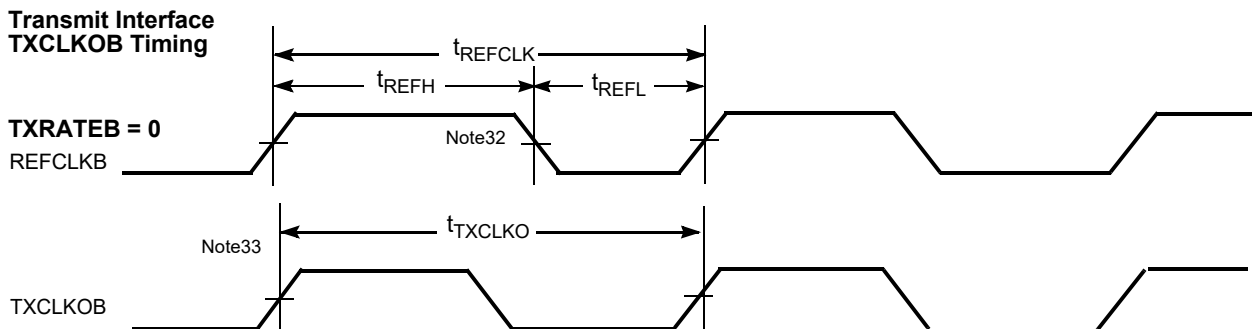 Transmit Interface
TXCLKOB Timing
tREFCLK
tREFH
tREFL
TXRATEB = 0
REFCLKB
Note32
tTXCLKO
Note33
TXCLKOB